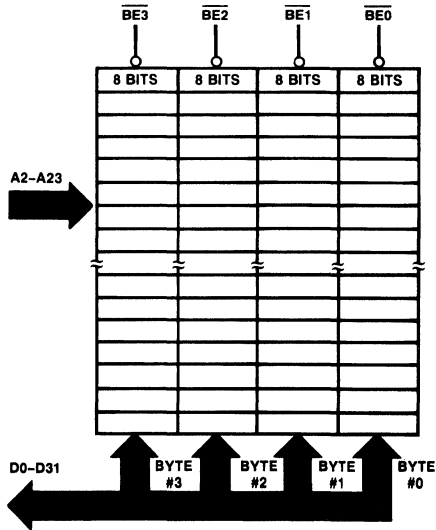 BE3 BE2 BE1 BE0
8 BITS 8 BITS 8 BITS 8 BITS
A2–A23
D0–D31
BYTE #3
BYTE #2
BYTE #1
BYTE #0